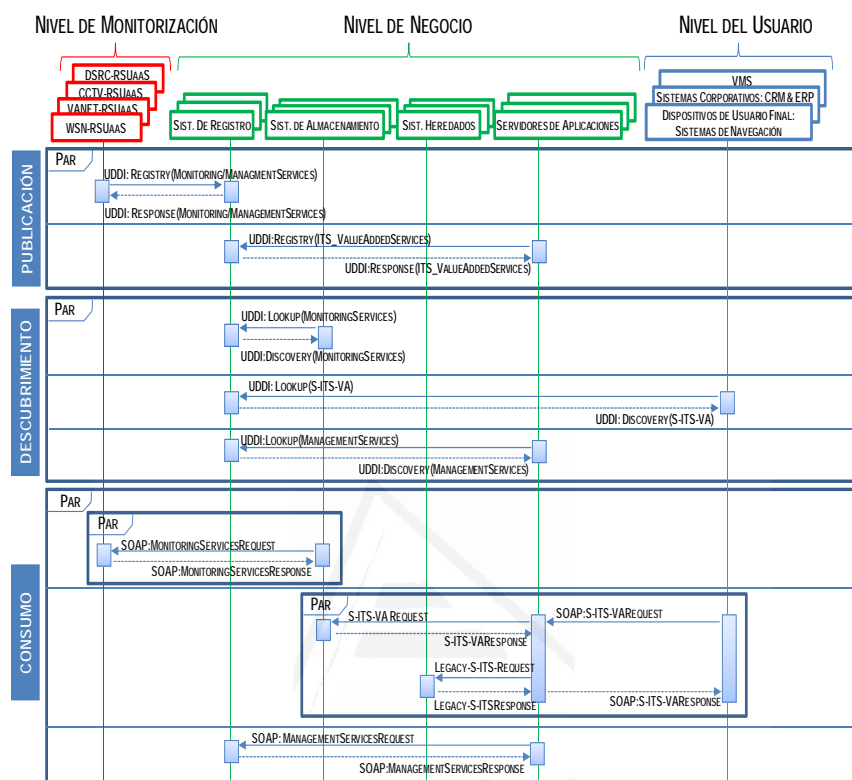 NIVEL DE MONITORIZACIÓN
NIVEL DE NEGOCIO
NIVEL DEL USUARIO
DSRC-RSUAAS
CCTV-RSUAAS
VANET-RSUAAS
WSN-RSUAAS
SIST. DE REGISTRO
SIST. DE ALMACENAMIENTO
SIST. HEREDADOS
SERVIDORES DE APLICACIONES
VMS
SISTEMAS CORPORATIVOS: CRM & ERP
DISPOSITIVOS DE USUARIO FINAL:
SISTEMAS DE NAVEGACIÓN
PUBLICACIÓN
PAR
UDDI: REGISTRY(MONITORING/MANAGMENTSERVICES)
UDDI: RESPONSE(MONITORING/MANAGEMENTSERVICES)
UDDI:REGISTRY(ITS_VALUEADDEDSERVICES)
UDDI:RESPONSE(ITS_VALUEADDEDSERVICES)
DESCUBRIMIENTO
PAR
UDDI: LOOKUP(MONITORINGSERVICES)
UDDI:DISCOVERY(MONITORINGSERVICES)
UDDI: LOOKUP(S-ITS-VA)
UDDI: DISCOVERY(S-ITS-VA)
UDDI:LOOKUP(MANAGEMENTSERVICES)
UDDI:DISCOVERY(MANAGEMENTSERVICES)
CONSUMO
PAR
PAR
SOAP:MONITORINGSERVICESREQUEST
SOAP:MONITORINGSERVICESRESPONSE
PAR
S-ITS-VA REQUEST
SOAP:S-ITS-VAREQUEST
S-ITS-VARESPONSE
LEGACY-S-ITS-REQUEST
LEGACY-S-ITSRESPONSE
SOAP:S-ITS-VARESPONSE
SOAP: MANAGEMENTSERVICESREQUEST
SOAP:MANAGEMENTSERVICESRESPONSE